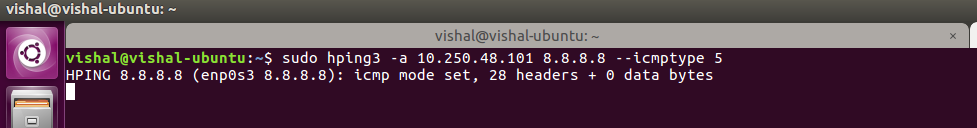 vishal@vishal-ubuntu: ~
vishal@vishal-ubuntu: ~ ×
vishal@vishal-ubuntu:~$ sudo hping3 -a 10.250.48.101 8.8.8.8 --icmptype 5
HPING 8.8.8.8 (enp0s3 8.8.8.8): icmp mode set, 28 headers + 0 data bytes